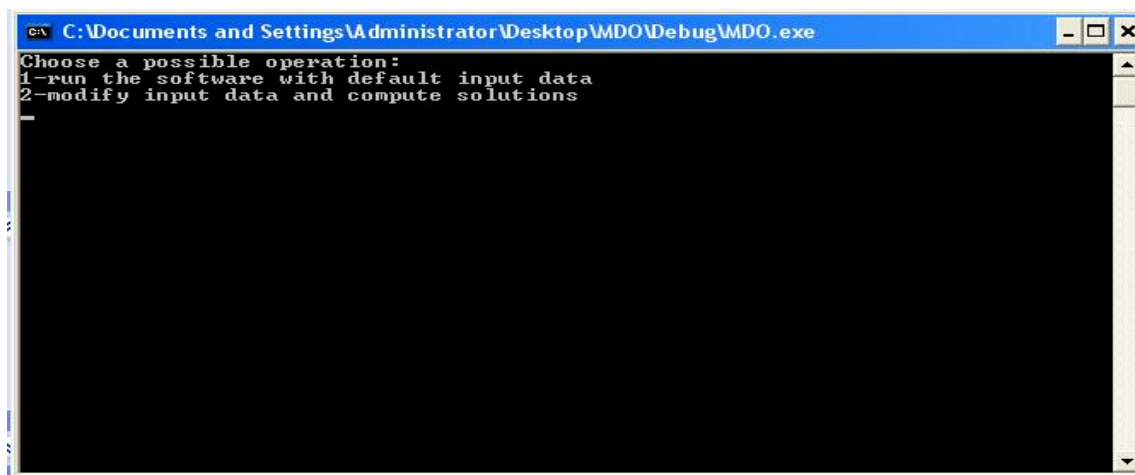 C:\Documents and Settings\Administrator\Desktop\MDO\Debug\MDO.exe
Choose a possible operation:
1-run the software with default input data
2-modify input data and compute solutions